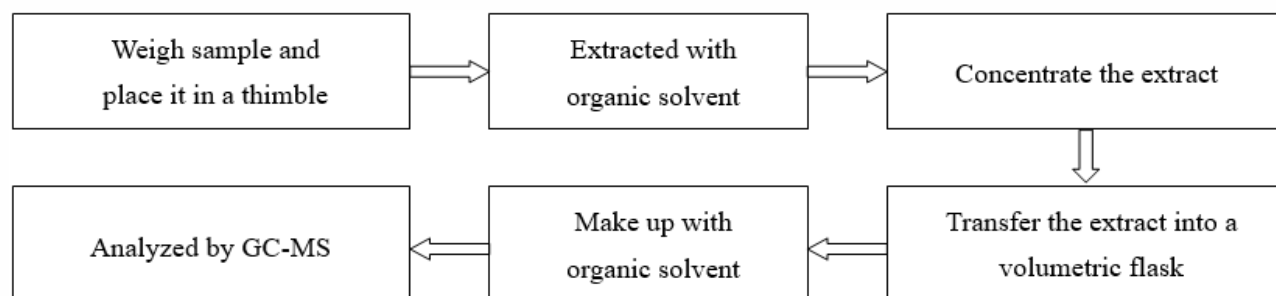 Weigh sample and
place it in a thimble
Extracted with
organic solvent
Concentrate the extract
Transfer the extract into a
volumetric flask
Make up with
organic solvent
Analyzed by GC-MS